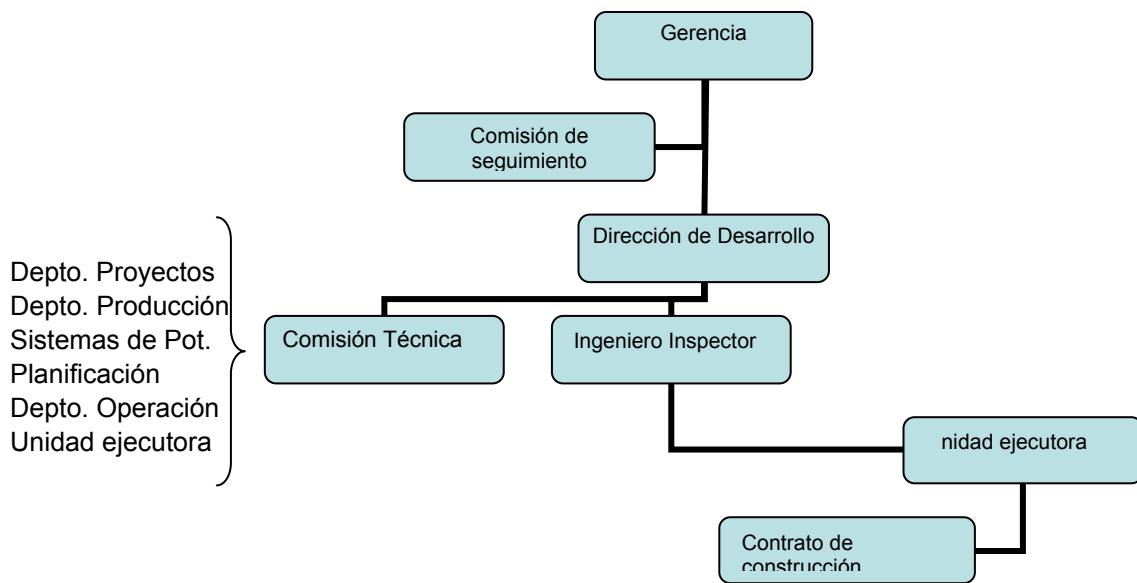 Gerencia
Comisión de
seguimiento
Dirección de Desarrollo
Depto. Proyectos
Depto. Producción
Sistemas de Pot.
Planificación
Depto. Operación
Unidad ejecutora
Comisión Técnica
Ingeniero Inspector
nidad ejecutora
Contrato de
construcción